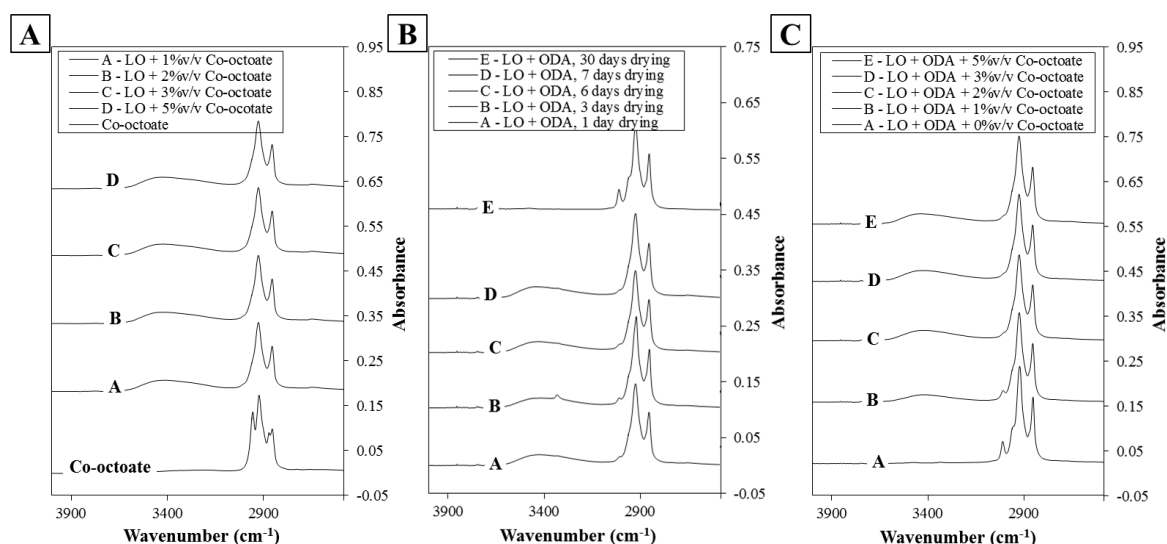 A
A - LO + 1%v/v Co-octoate
B - LO + 2%v/v Co-octoate
C - LO + 3%v/v Co-octoate
D - LO + 5%v/v Co-ocotate
Co-octoate
0.95
0.85
0.75
0.65
0.55
0.45
0.35
0.25
0.15
0.05
-0.05
Absorbance
D
C
B
A
Co-octoate
3900
3400
2900
Wavenumber (cm⁻¹)
B
E - LO + ODA, 30 days drying
D - LO + ODA, 7 days drying
C - LO + ODA, 6 days drying
B - LO + ODA, 3 days drying
A - LO + ODA, 1 day drying
0.75
0.65
0.55
0.45
0.35
0.25
0.15
0.05
-0.05
Absorbance
E
D
C
B
A
3900
3400
2900
Wavenumber (cm⁻¹)
C
E - LO + ODA + 5%v/v Co-octoate
D - LO + ODA + 3%v/v Co-octoate
C - LO + ODA + 2%v/v Co-octoate
B - LO + ODA + 1%v/v Co-octoate
A - LO + ODA + 0%v/v Co-octoate
0.95
0.85
0.75
0.65
0.55
0.45
0.35
0.25
0.15
0.05
-0.05
Absorbance
E
D
C
B
A
3900
3400
2900
Wavenumber (cm⁻¹)